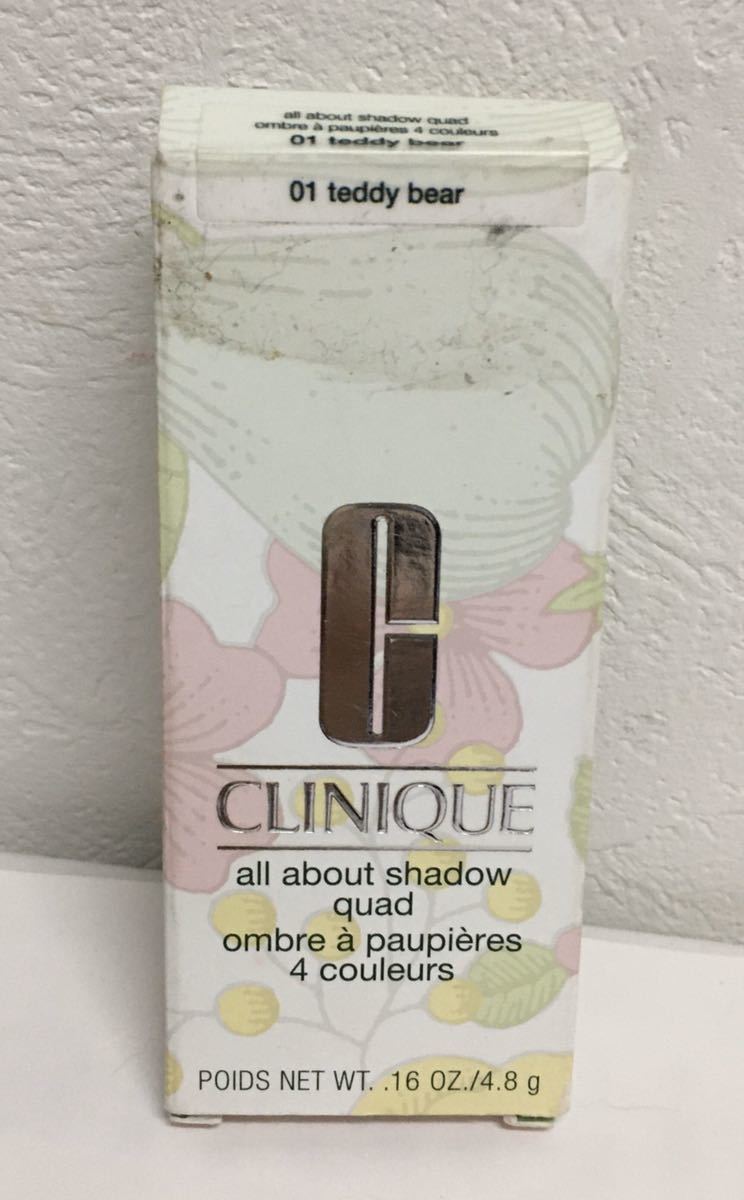 all about shadow quad
ombre à paupières 4 couleurs
01 teddy bear
01 teddy bear
CLINIQUE
all about shadow
quad
ombre à paupières
4 couleurs
POIDS NET WT. .16 OZ./4.8 g